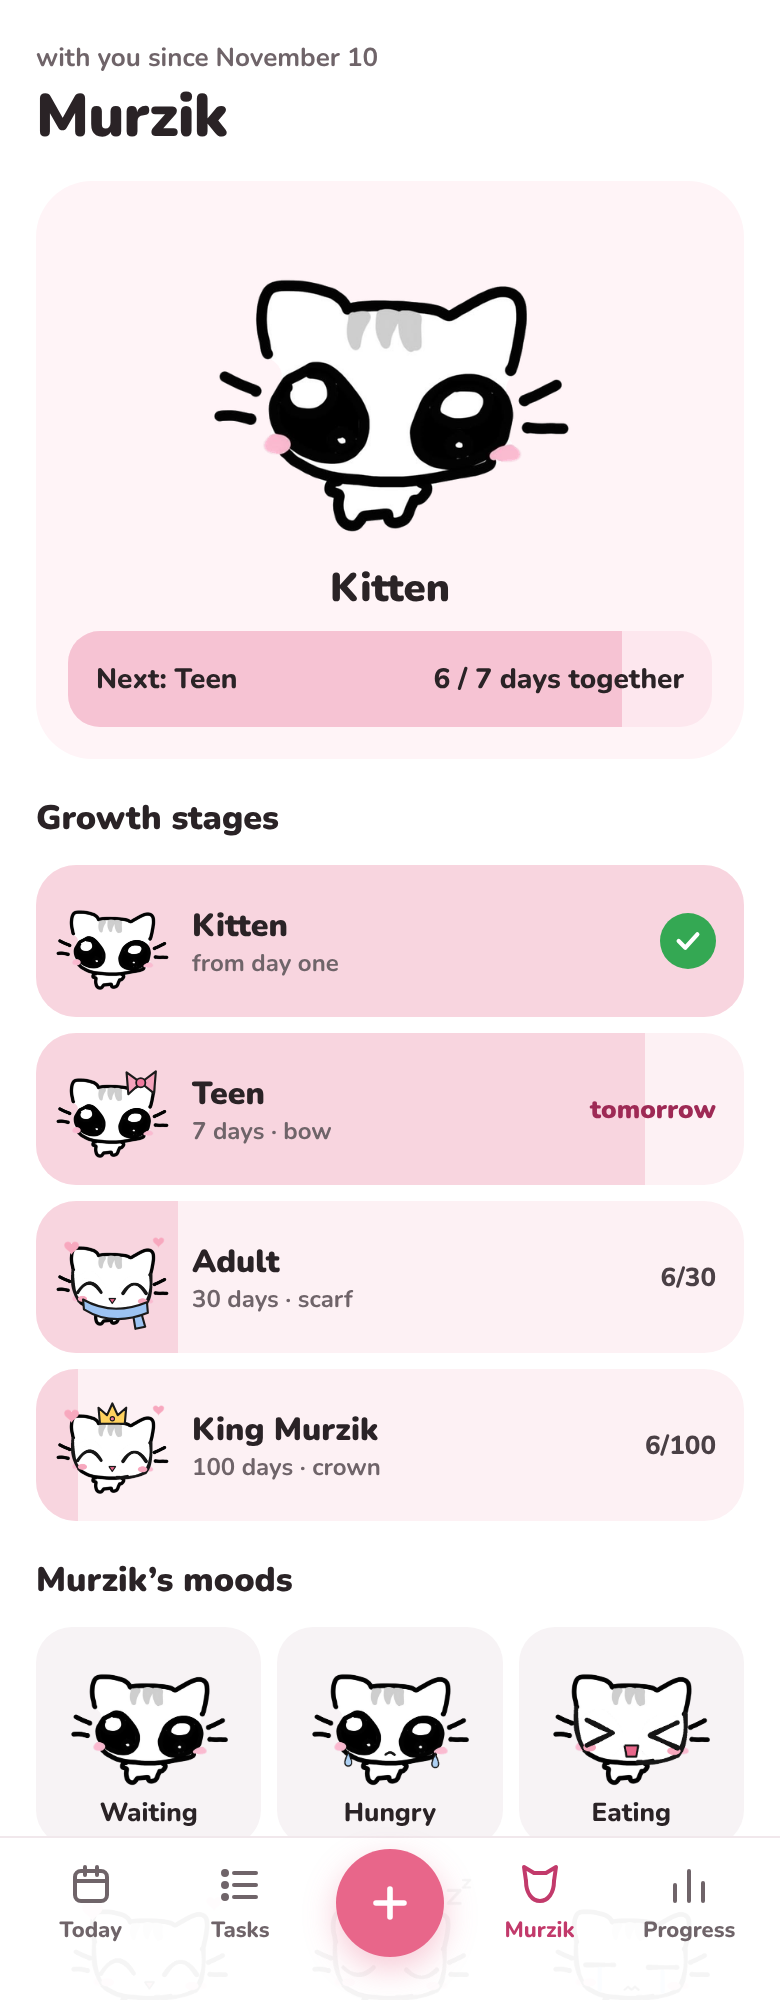 with you since November 10
Murzik
Kitten
Next: Teen 6 / 7 days together
Growth stages
Kitten
from day one
Teen
7 days · bow
tomorrow
Adult
30 days · scarf
6/30
King Murzik
100 days · crown
6/100
Murzik’s moods
Waiting Hungry Eating
z z
Today Tasks Murzik Progress